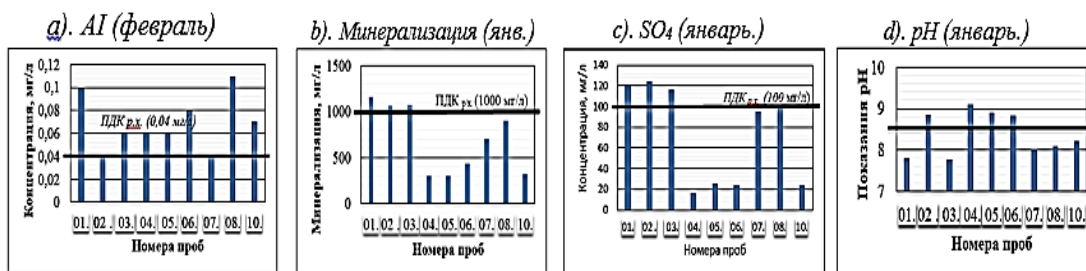 a). AI (февраль)
Концентрация, мг/л
0,12
0,1
0,08
0,06
0,04
0,02
0
ПДК р.х. (0,04 мг/л)
01. 02. 03. 04. 05. 06. 07. 08. 10.
Номера проб
b). Минерализация (янв.)
Минерализация, мг/л
1500
1000
500
0
ПДК рх (1000 мг/л)
01. 02. 03. 04. 05. 06. 07. 08. 10.
Номера проб
c). SO₄ (январь.)
Концентрация, мг/л
140
120
100
80
60
40
20
0
ПДК р.х. (100 мг/л)
01. 02. 03. 04. 05. 06. 07. 08. 10.
Номера проб
d). pH (январь.)
Показания pH
10
9
8
7
01. 02. 03. 04. 05. 06. 07. 08. 10.
Номера проб